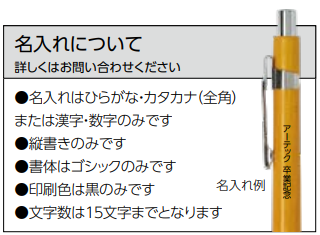 名入れについて
詳しくはお問い合わせください
●名入れはひらがな・カタカナ(全角)
または漢字・数字のみです
●縦書きのみです
●書体はゴシックのみです
●印刷色は黒のみです
●文字数は15文字までとなります
名入れ例
アーテック 卒業記念